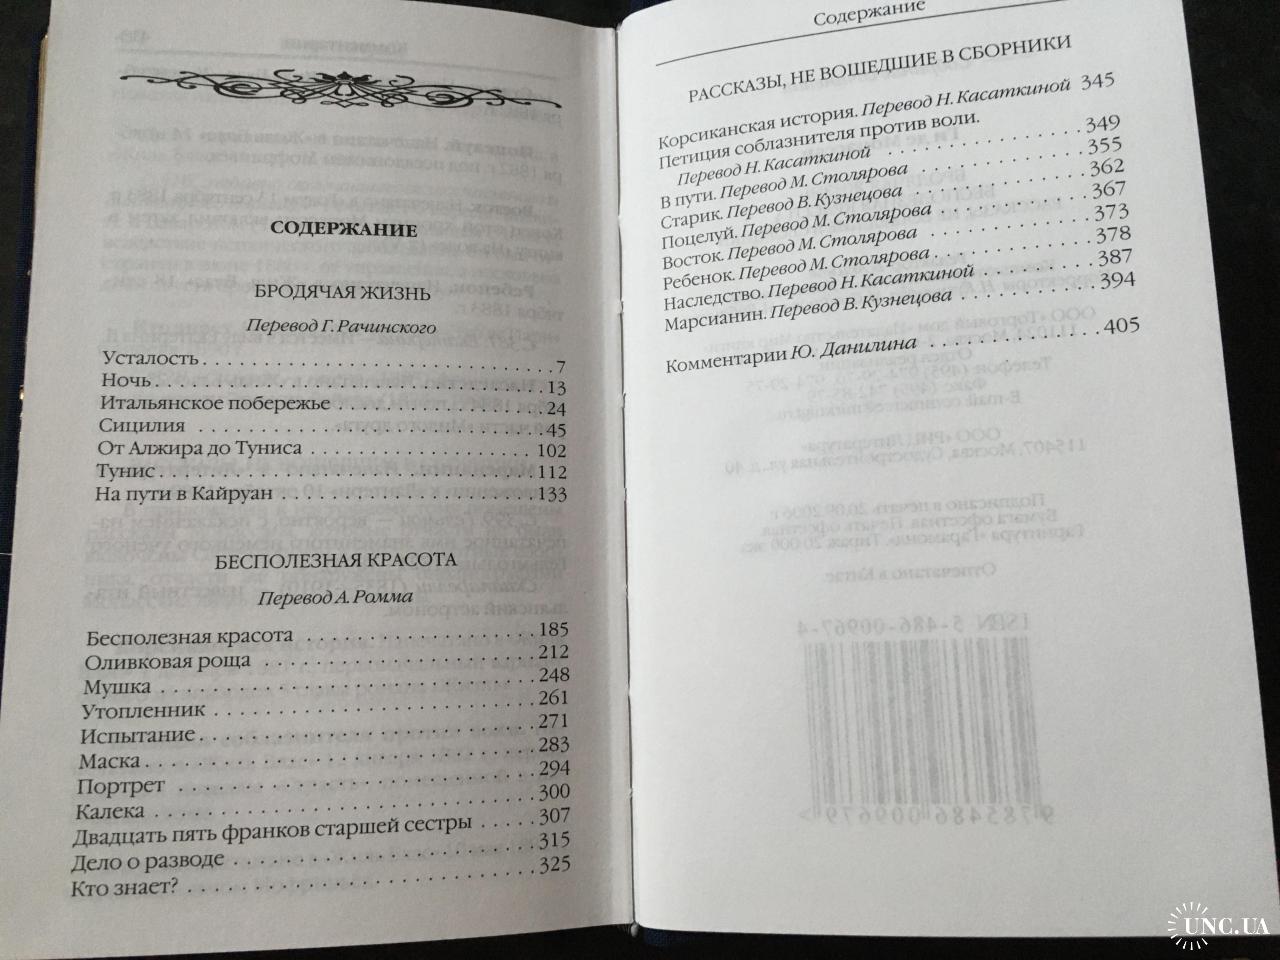 СОДЕРЖАНИЕ
БРОДЯЧАЯ ЖИЗНЬ
Перевод Г. Рачинского
Усталость . . . 7
Ночь . . . 13
Итальянское побережье . . . 24
Сицилия . . . 45
От Алжира до Туниса . . . 102
Тунис . . . 112
На пути в Кайруан . . . 133
БЕСПОЛЕЗНАЯ КРАСОТА
Перевод А. Ромма
Бесполезная красота . . . 185
Оливковая роща . . . 212
Мушка . . . 248
Утопленник . . . 261
Испытание . . . 271
Маска . . . 283
Портрет . . . 294
Калека . . . 300
Двадцать пять франков старшей сестры . . . 307
Дело о разводе . . . 315
Кто знает? . . . 325
Содержание
РАССКАЗЫ, НЕ ВОШЕДШИЕ В СБОРНИКИ
Корсиканская история. Перевод Н. Касаткиной 345
Петиция соблазнителя против воли.
Перевод Н. Касаткиной . . . 349
В пути. Перевод М. Столярова . . . 355
Старик. Перевод В. Кузнецова . . . 362
Поцелуй. Перевод М. Столярова . . . 367
Восток. Перевод М. Столярова . . . 373
Ребенок. Перевод М. Столярова . . . 378
Наследство. Перевод Н. Касаткиной . . . 387
Марсианин. Перевод В. Кузнецова . . . 394
Комментарии Ю. Данилина . . . 405
UNC.UA